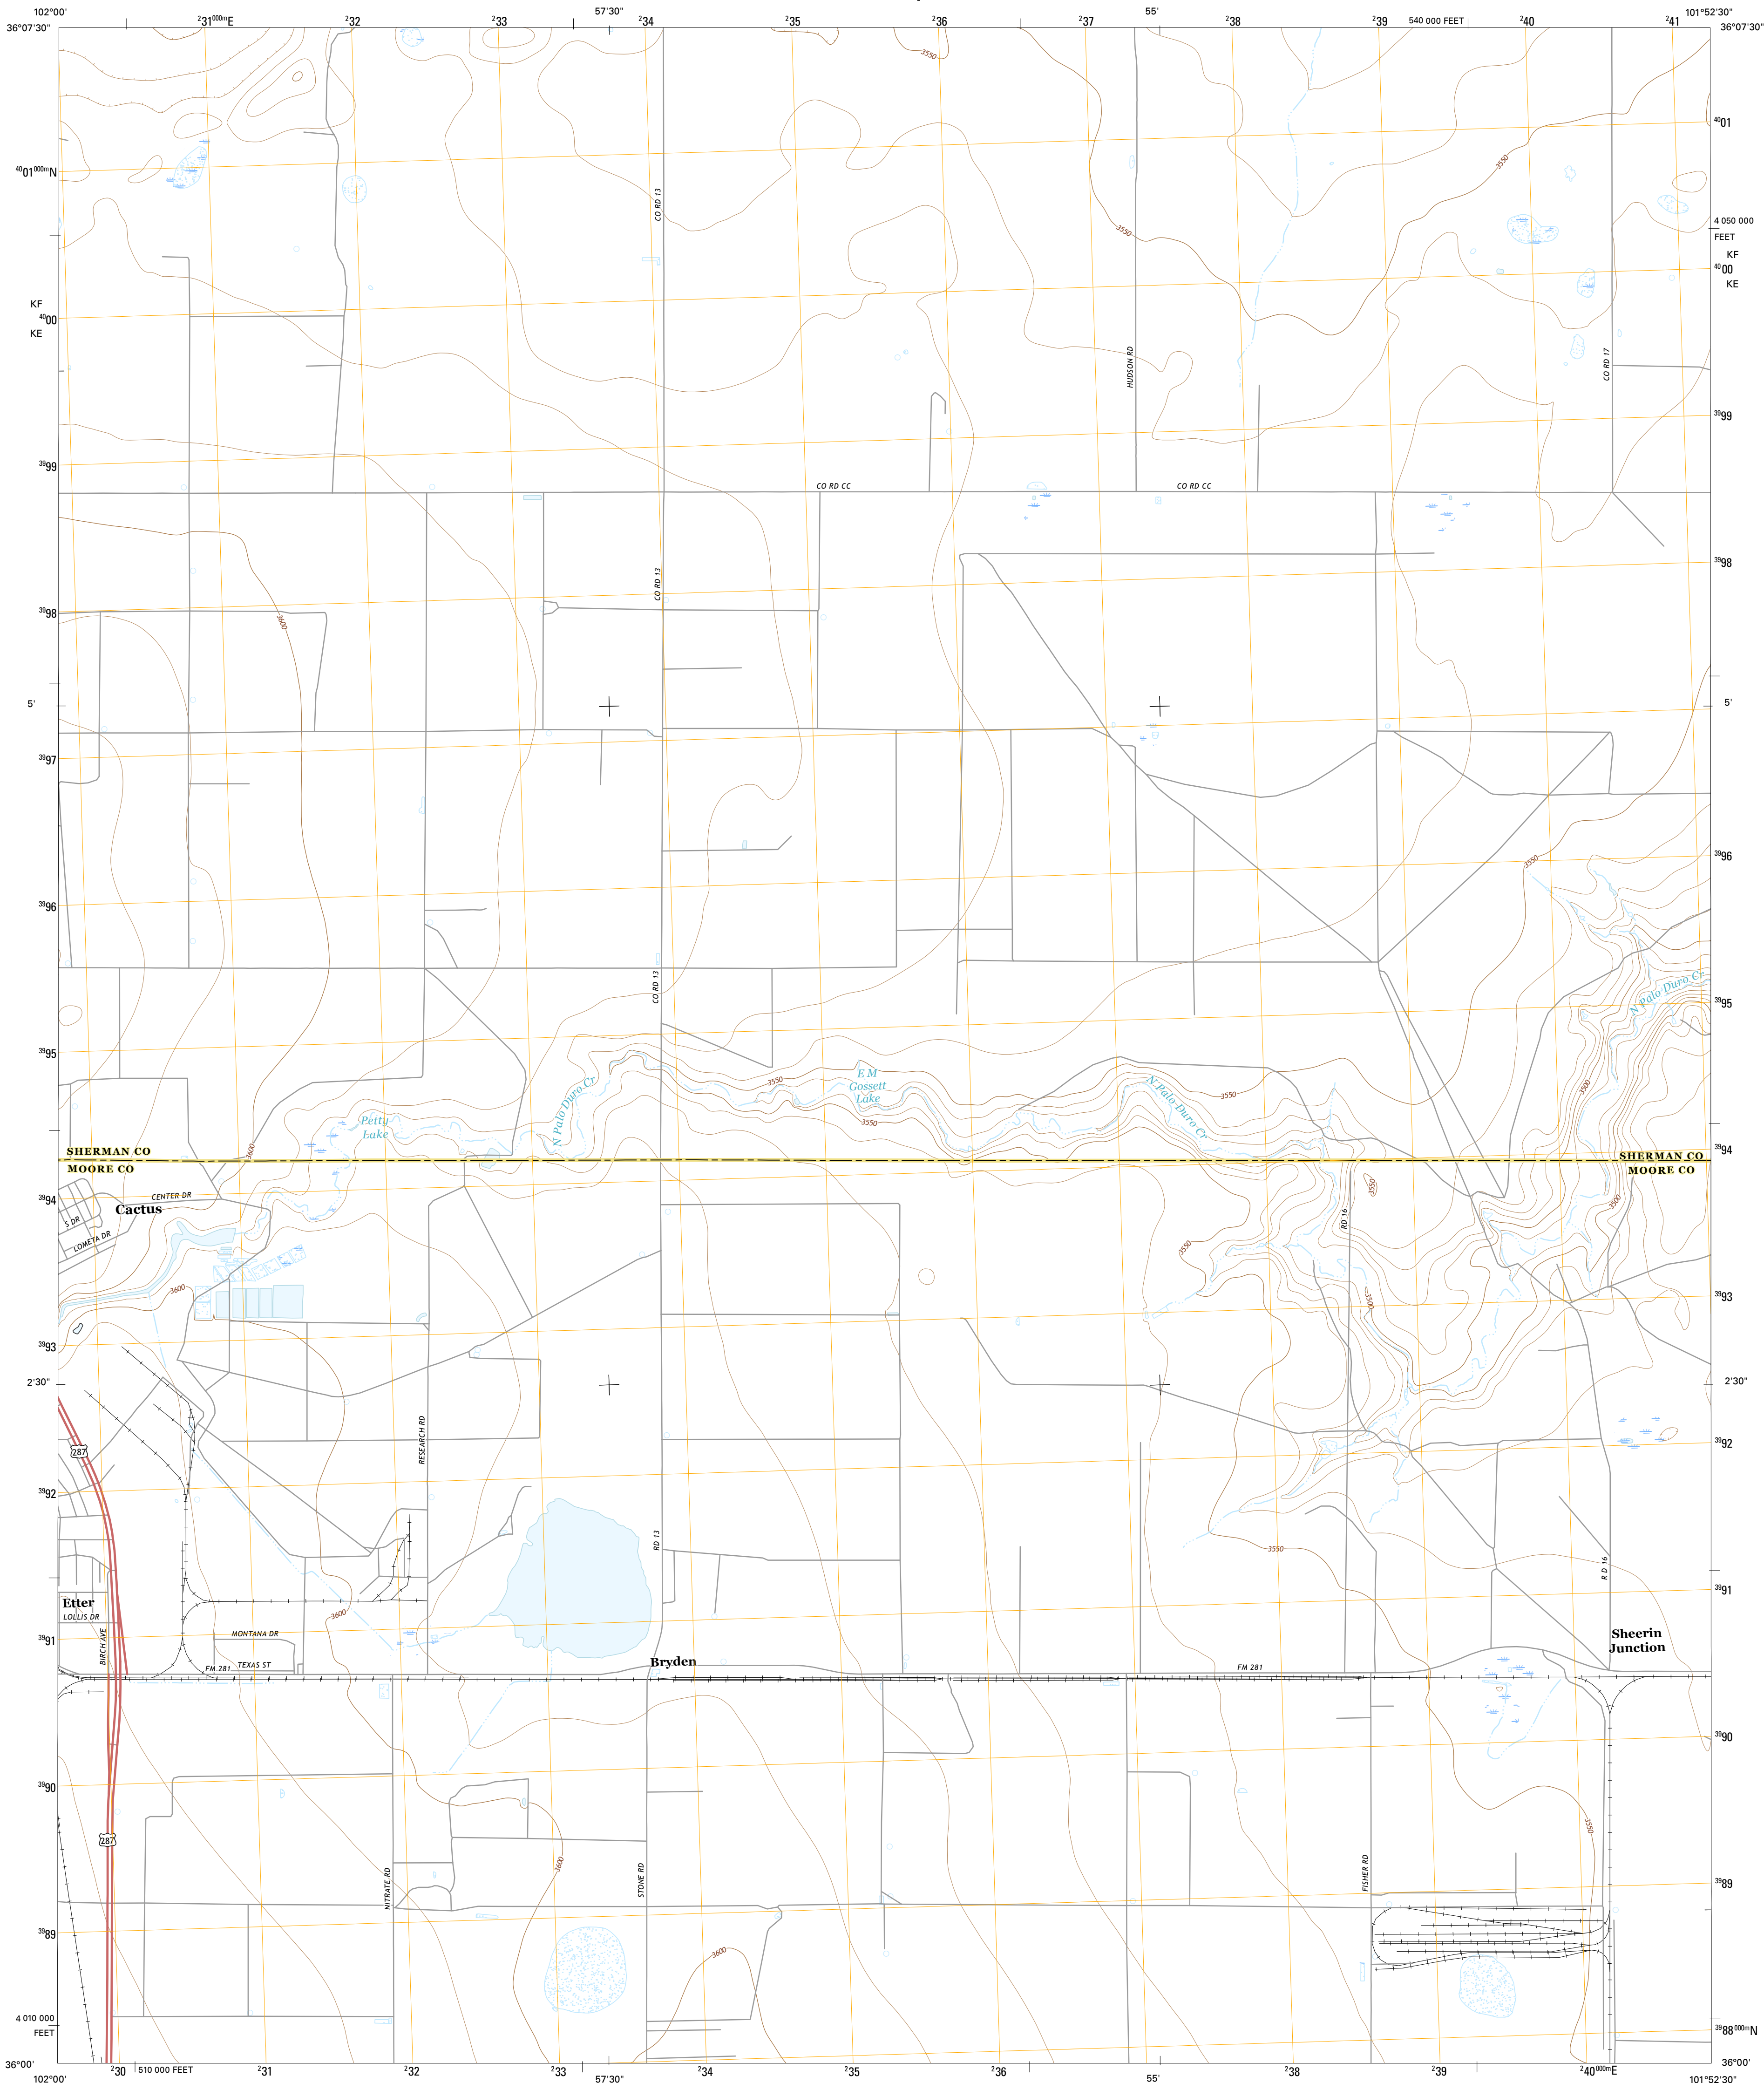 102°00'
²31⁰⁰⁰ᵐE
²32
²33
57'30"
²34
²35
²36
²37
55'
²38
²39
540 000 FEET
²40
²41
101°52'30"
36°07'30"
36°07'30"
3550
⁴⁰01
3550
⁴⁰01⁰⁰⁰ᵐN
CO RD 13
4 050 000
FEET
3550
KF
⁴⁰00
KE
KF
⁴⁰00
KE
HUDSON RD
CO RD 17
³⁹99
³⁹99
CO RD CC
CO RD CC
³⁹98
CO RD 13
³⁹98
3600
5'
5'
³⁹97
³⁹96
3550
³⁹96
CO RD 13
N Palo Duro Cr
³⁹95
³⁹95
E M
Gossett
Lake
3550
3550
3500
N Palo Duro Cr
N Palo Duro Cr
Petty
Lake
3550
3600
SHERMAN CO
MOORE CO
³⁹94
SHERMAN CO
MOORE CO
³⁹94
CENTER DR
Cactus
S DR
LOMETA DR
3550
RD 16
3500
3550
3600
3500
³⁹93
³⁹93
2'30"
2'30"
287
RESEARCH RD
³⁹92
³⁹92
RD 13
3550
R D 16
³⁹91
Etter
LOLLIS DR
3600
BIRCH AVE
MONTANA DR
³⁹91
Sheerin
Junction
FM 281
TEXAS ST
Bryden
FM 281
³⁹90
³⁹90
287
3550
NITRATE RD
3600
STONE RD
FISHER RD
³⁹89
³⁹89
3600
4 010 000
FEET
³⁹88⁰⁰⁰ᵐN
36°00'
36°00'
102°00'
²30
510 000 FEET
²31
²32
²33
57'30"
²34
²35
²36
55'
²38
²39
²40⁰⁰⁰ᵐE
101°52'30"